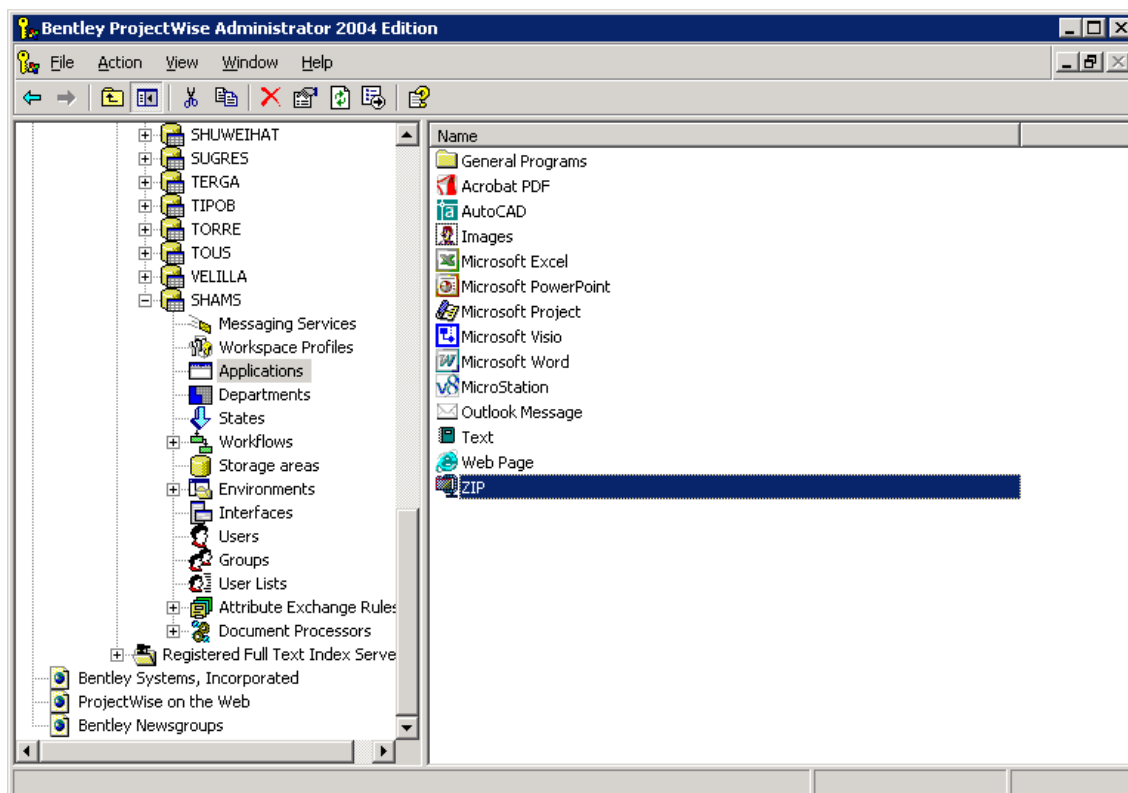 Bentley ProjectWise Administrator 2004 Edition
File Action View Window Help
SHUWEIHAT
SUGRES
TERGA
TIPOB
TORRE
TOUS
VELILLA
SHAMS
Messaging Services
Workspace Profiles
Applications
Departments
States
Workflows
Storage areas
Environments
Interfaces
Users
Groups
User Lists
Attribute Exchange Rules
Document Processors
Registered Full Text Index Serve
Bentley Systems, Incorporated
ProjectWise on the Web
Bentley Newsgroups
Name
General Programs
Acrobat PDF
AutoCAD
Images
Microsoft Excel
Microsoft PowerPoint
Microsoft Project
Microsoft Visio
Microsoft Word
MicroStation
Outlook Message
Text
Web Page
ZIP